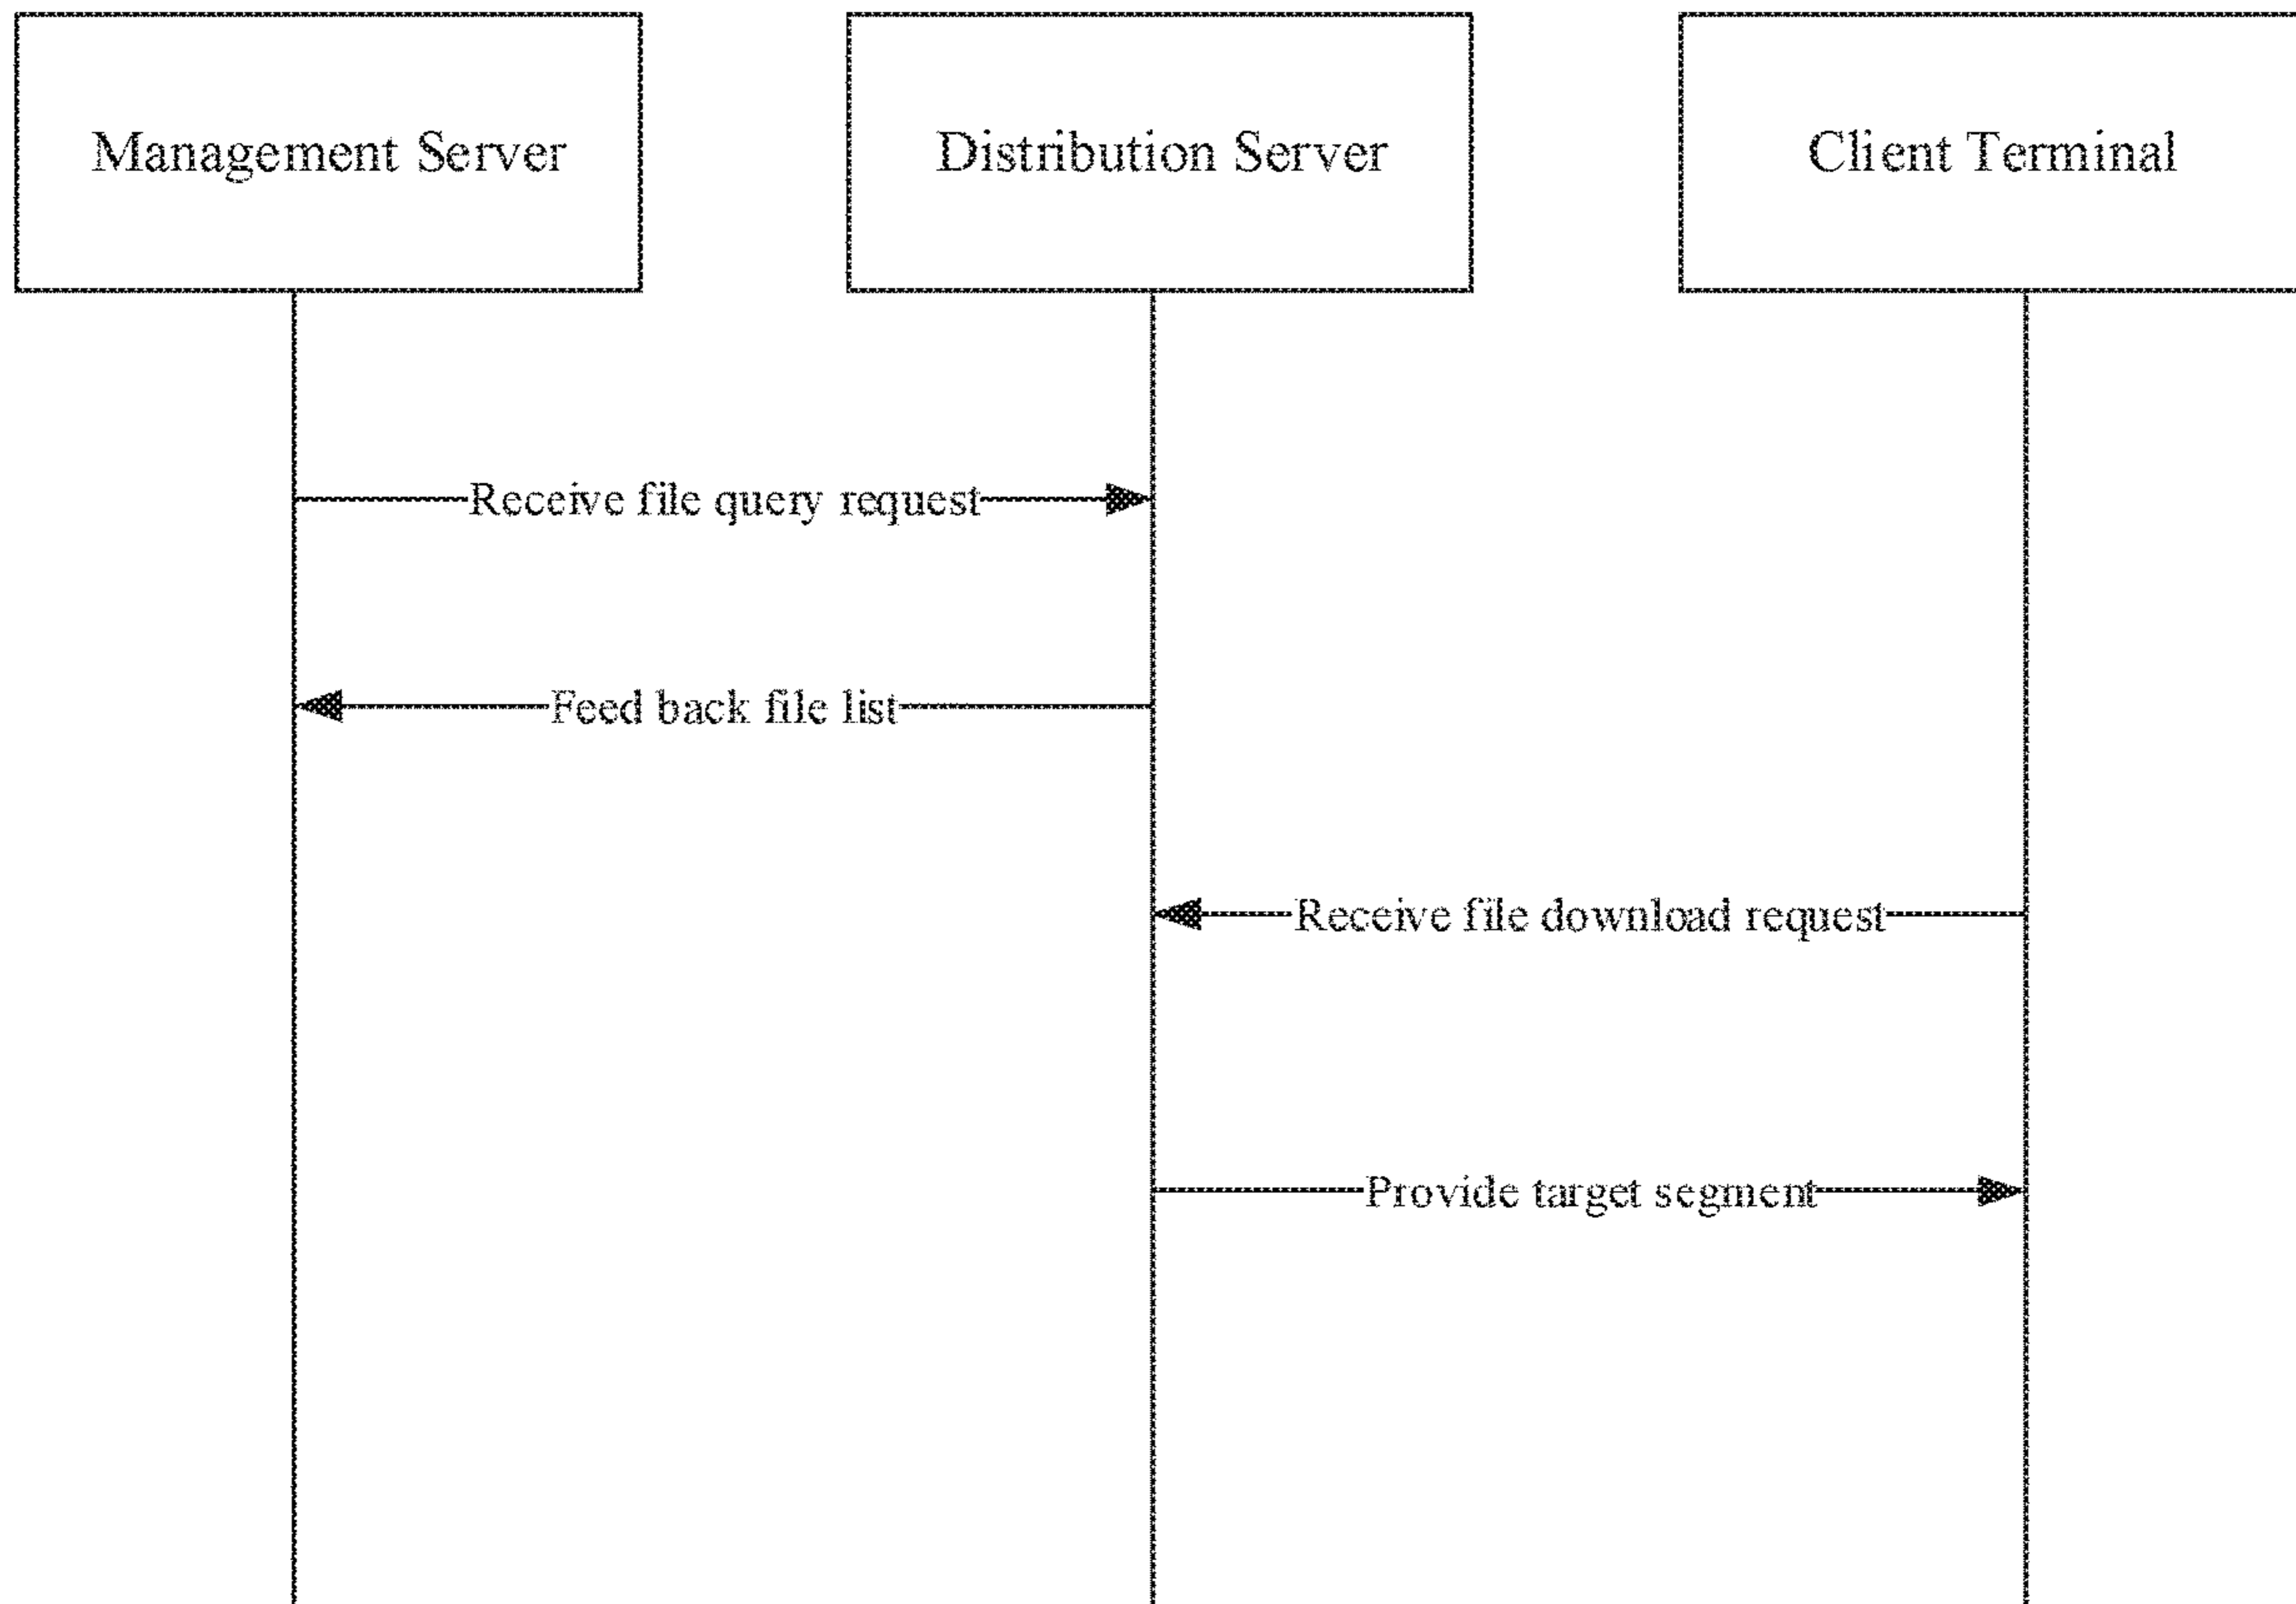 Management Server
Distribution Server
Client Terminal
Receive file query request
Feed back file list
Receive file download request
Provide target segment